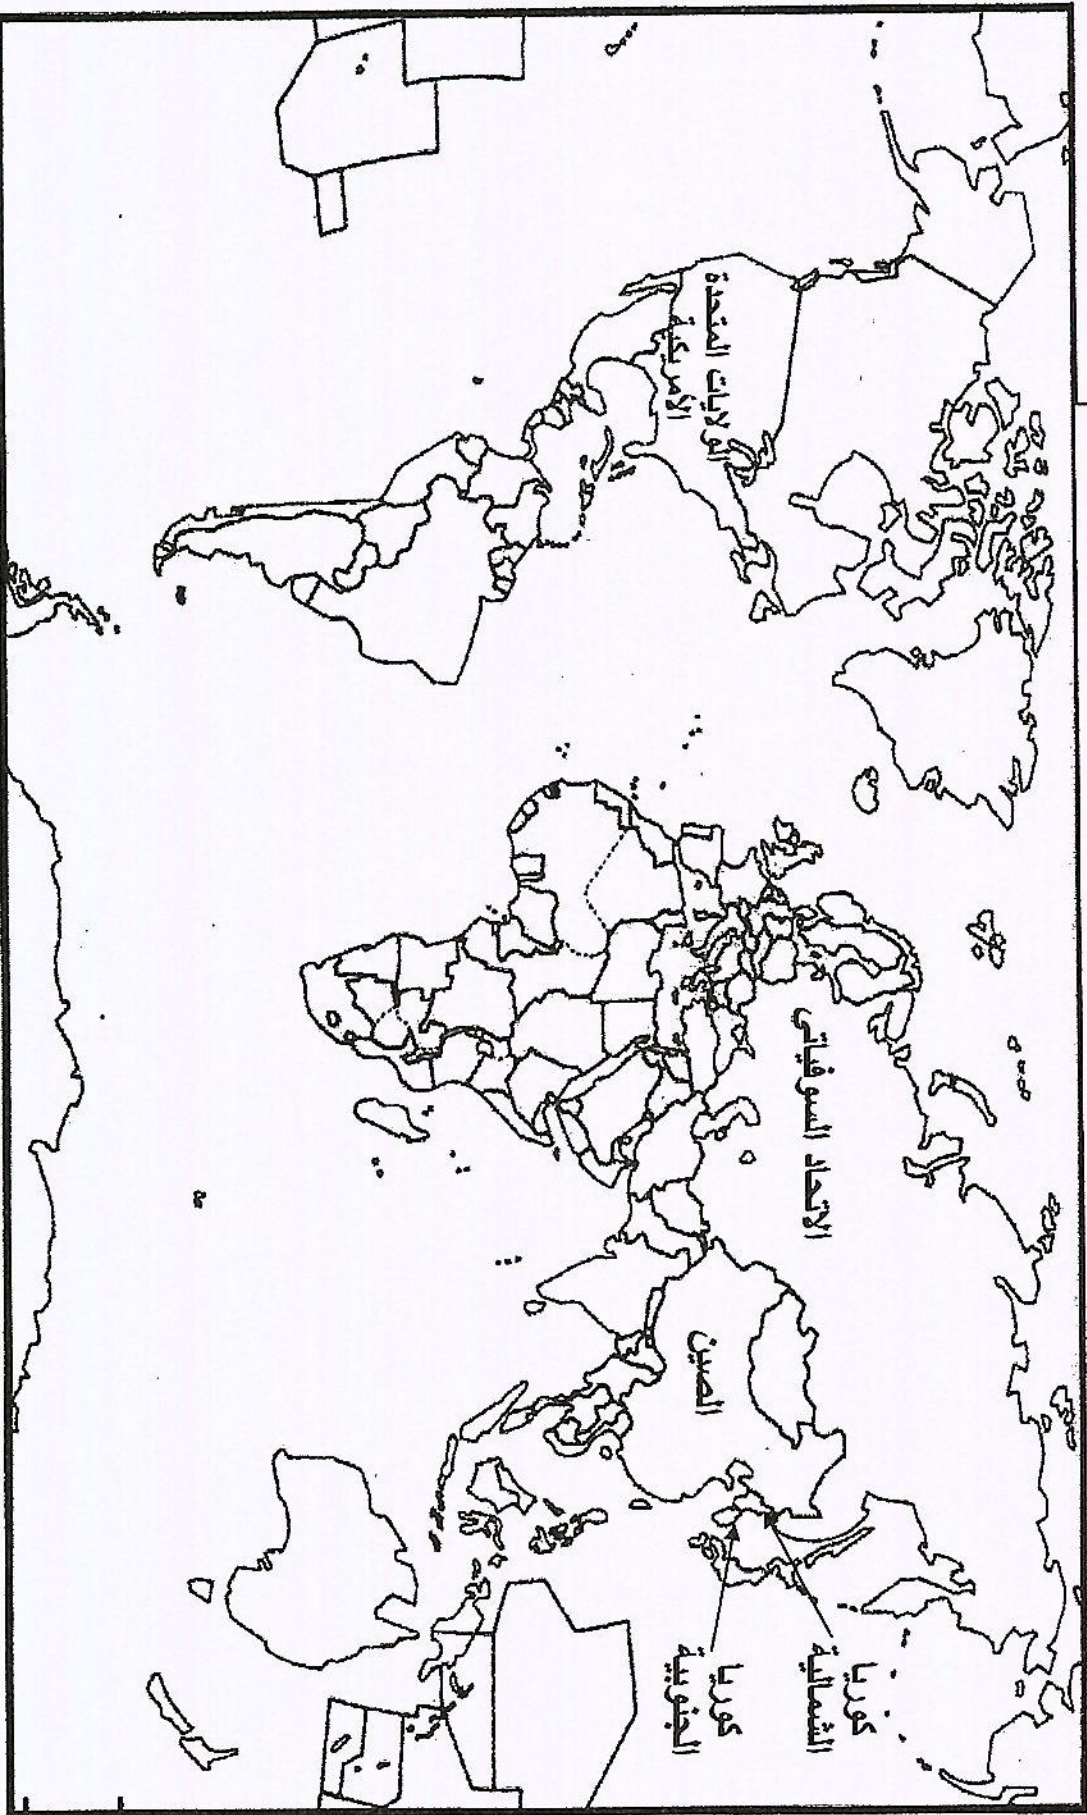 الولايات المتحدة
الأمريكية
الاتحاد السوفياتي
الصين
كوريا
الشمالية
كوريا
الجنوبية